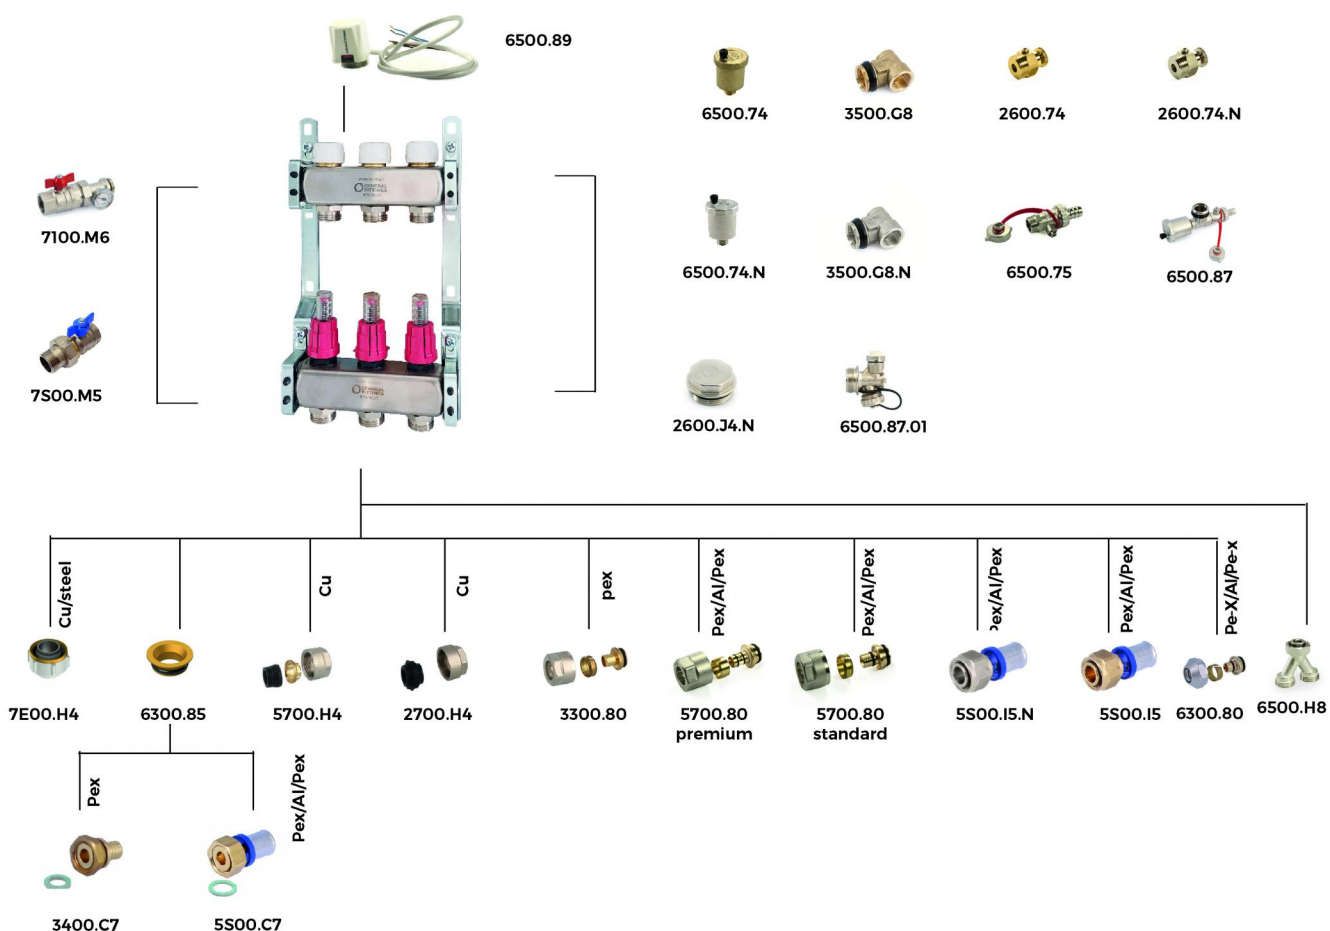 6500.89
6500.74
3500.G8
2600.74
2600.74.N
7100.M6
6500.74.N
3500.G8.N
6500.75
6500.87
7S00.M5
2600.J4.N
6500.87.01
CENTRAL
FITTINGS
CENTRAL
FITTINGS
Cu/steel
Cu
Cu
pex
Pex/Al/Pex
Pex/Al/Pex
Pex/Al/Pex
Pex/Al/Pex
Pe-X/Al/Pe-x
7E00.H4
6300.85
5700.H4
2700.H4
3300.80
5700.80
premium
5700.80
standard
5S00.I5.N
5S00.I5
6300.80
6500.H8
Pex
Pex/Al/Pex
3400.C7
5S00.C7